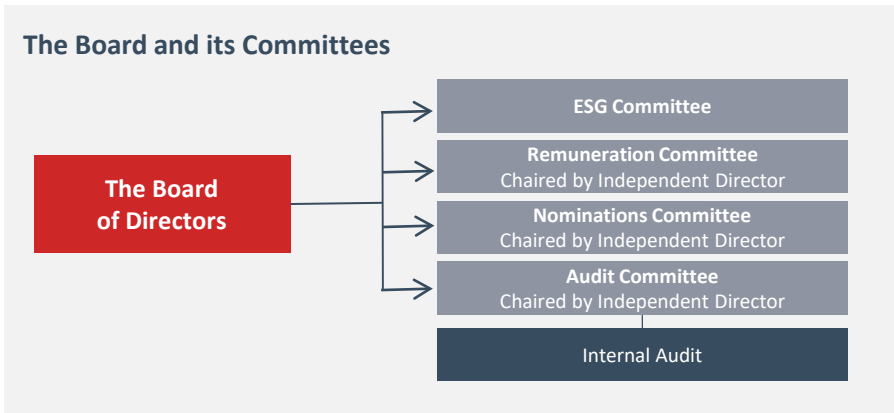 The Board and its Committees
ESG Committee
The Board
of Directors
Remuneration Committee
Chaired by Independent Director
Nominations Committee
Chaired by Independent Director
Audit Committee
Chaired by Independent Director
Internal Audit